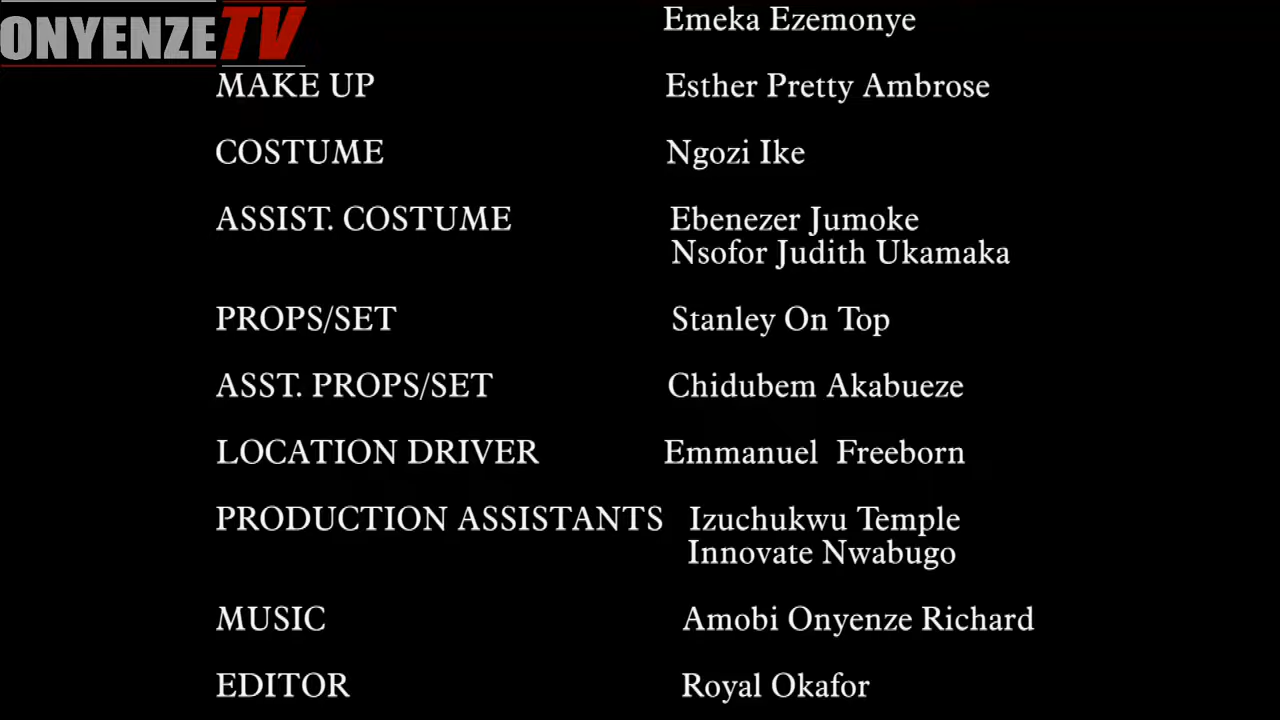 ONYENZETV
Emeka Ezemonye
MAKE UP Esther Pretty Ambrose
COSTUME Ngozi Ike
ASSIST. COSTUME Ebenezer Jumoke
Nsofor Judith Ukamaka
PROPS/SET Stanley On Top
ASST. PROPS/SET Chidubem Akabueze
LOCATION DRIVER Emmanuel Freeborn
PRODUCTION ASSISTANTS Izuchukwu Temple
Innovate Nwabugo
MUSIC Amobi Onyenze Richard
EDITOR Royal Okafor